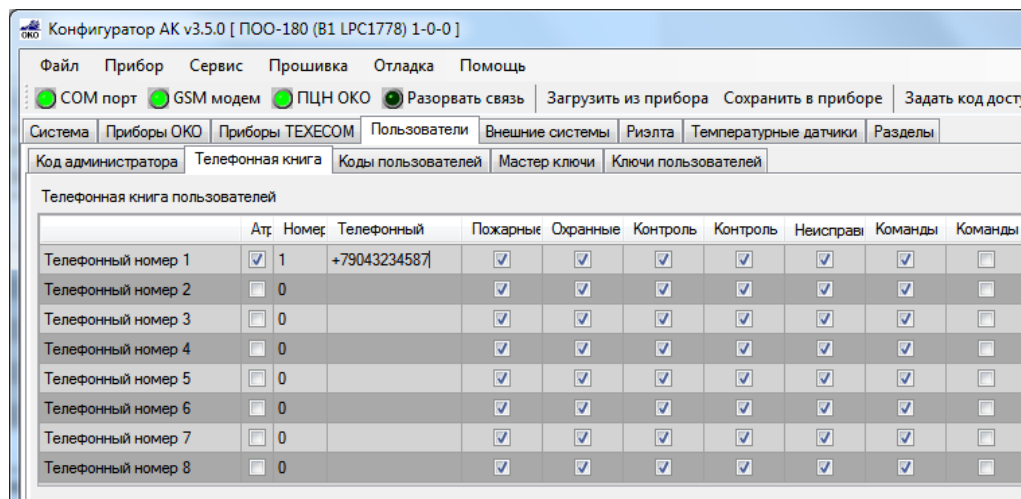 ОКО Конфигуратор АК v3.5.0 [ ПОО-180 (B1 LPC1778) 1-0-0 ]
Файл Прибор Сервис Прошивка Отладка Помощь
COM порт GSM модем ПЦН ОКО Разорвать связь Загрузить из прибора Сохранить в приборе Задать код дост
Система Приборы ОКО Приборы TEXECOM Пользователи Внешние системы Риэлта Температурные датчики Разделы
Код администратора Телефонная книга Коды пользователей Мастер ключи Ключи пользователей
Телефонная книга пользователей
Атр Номер Телефонный Пожарные Охранные Контроль Контроль Неисправ Команды Команды
Телефонный номер 1 1 +79043234587
Телефонный номер 2 0
Телефонный номер 3 0
Телефонный номер 4 0
Телефонный номер 5 0
Телефонный номер 6 0
Телефонный номер 7 0
Телефонный номер 8 0